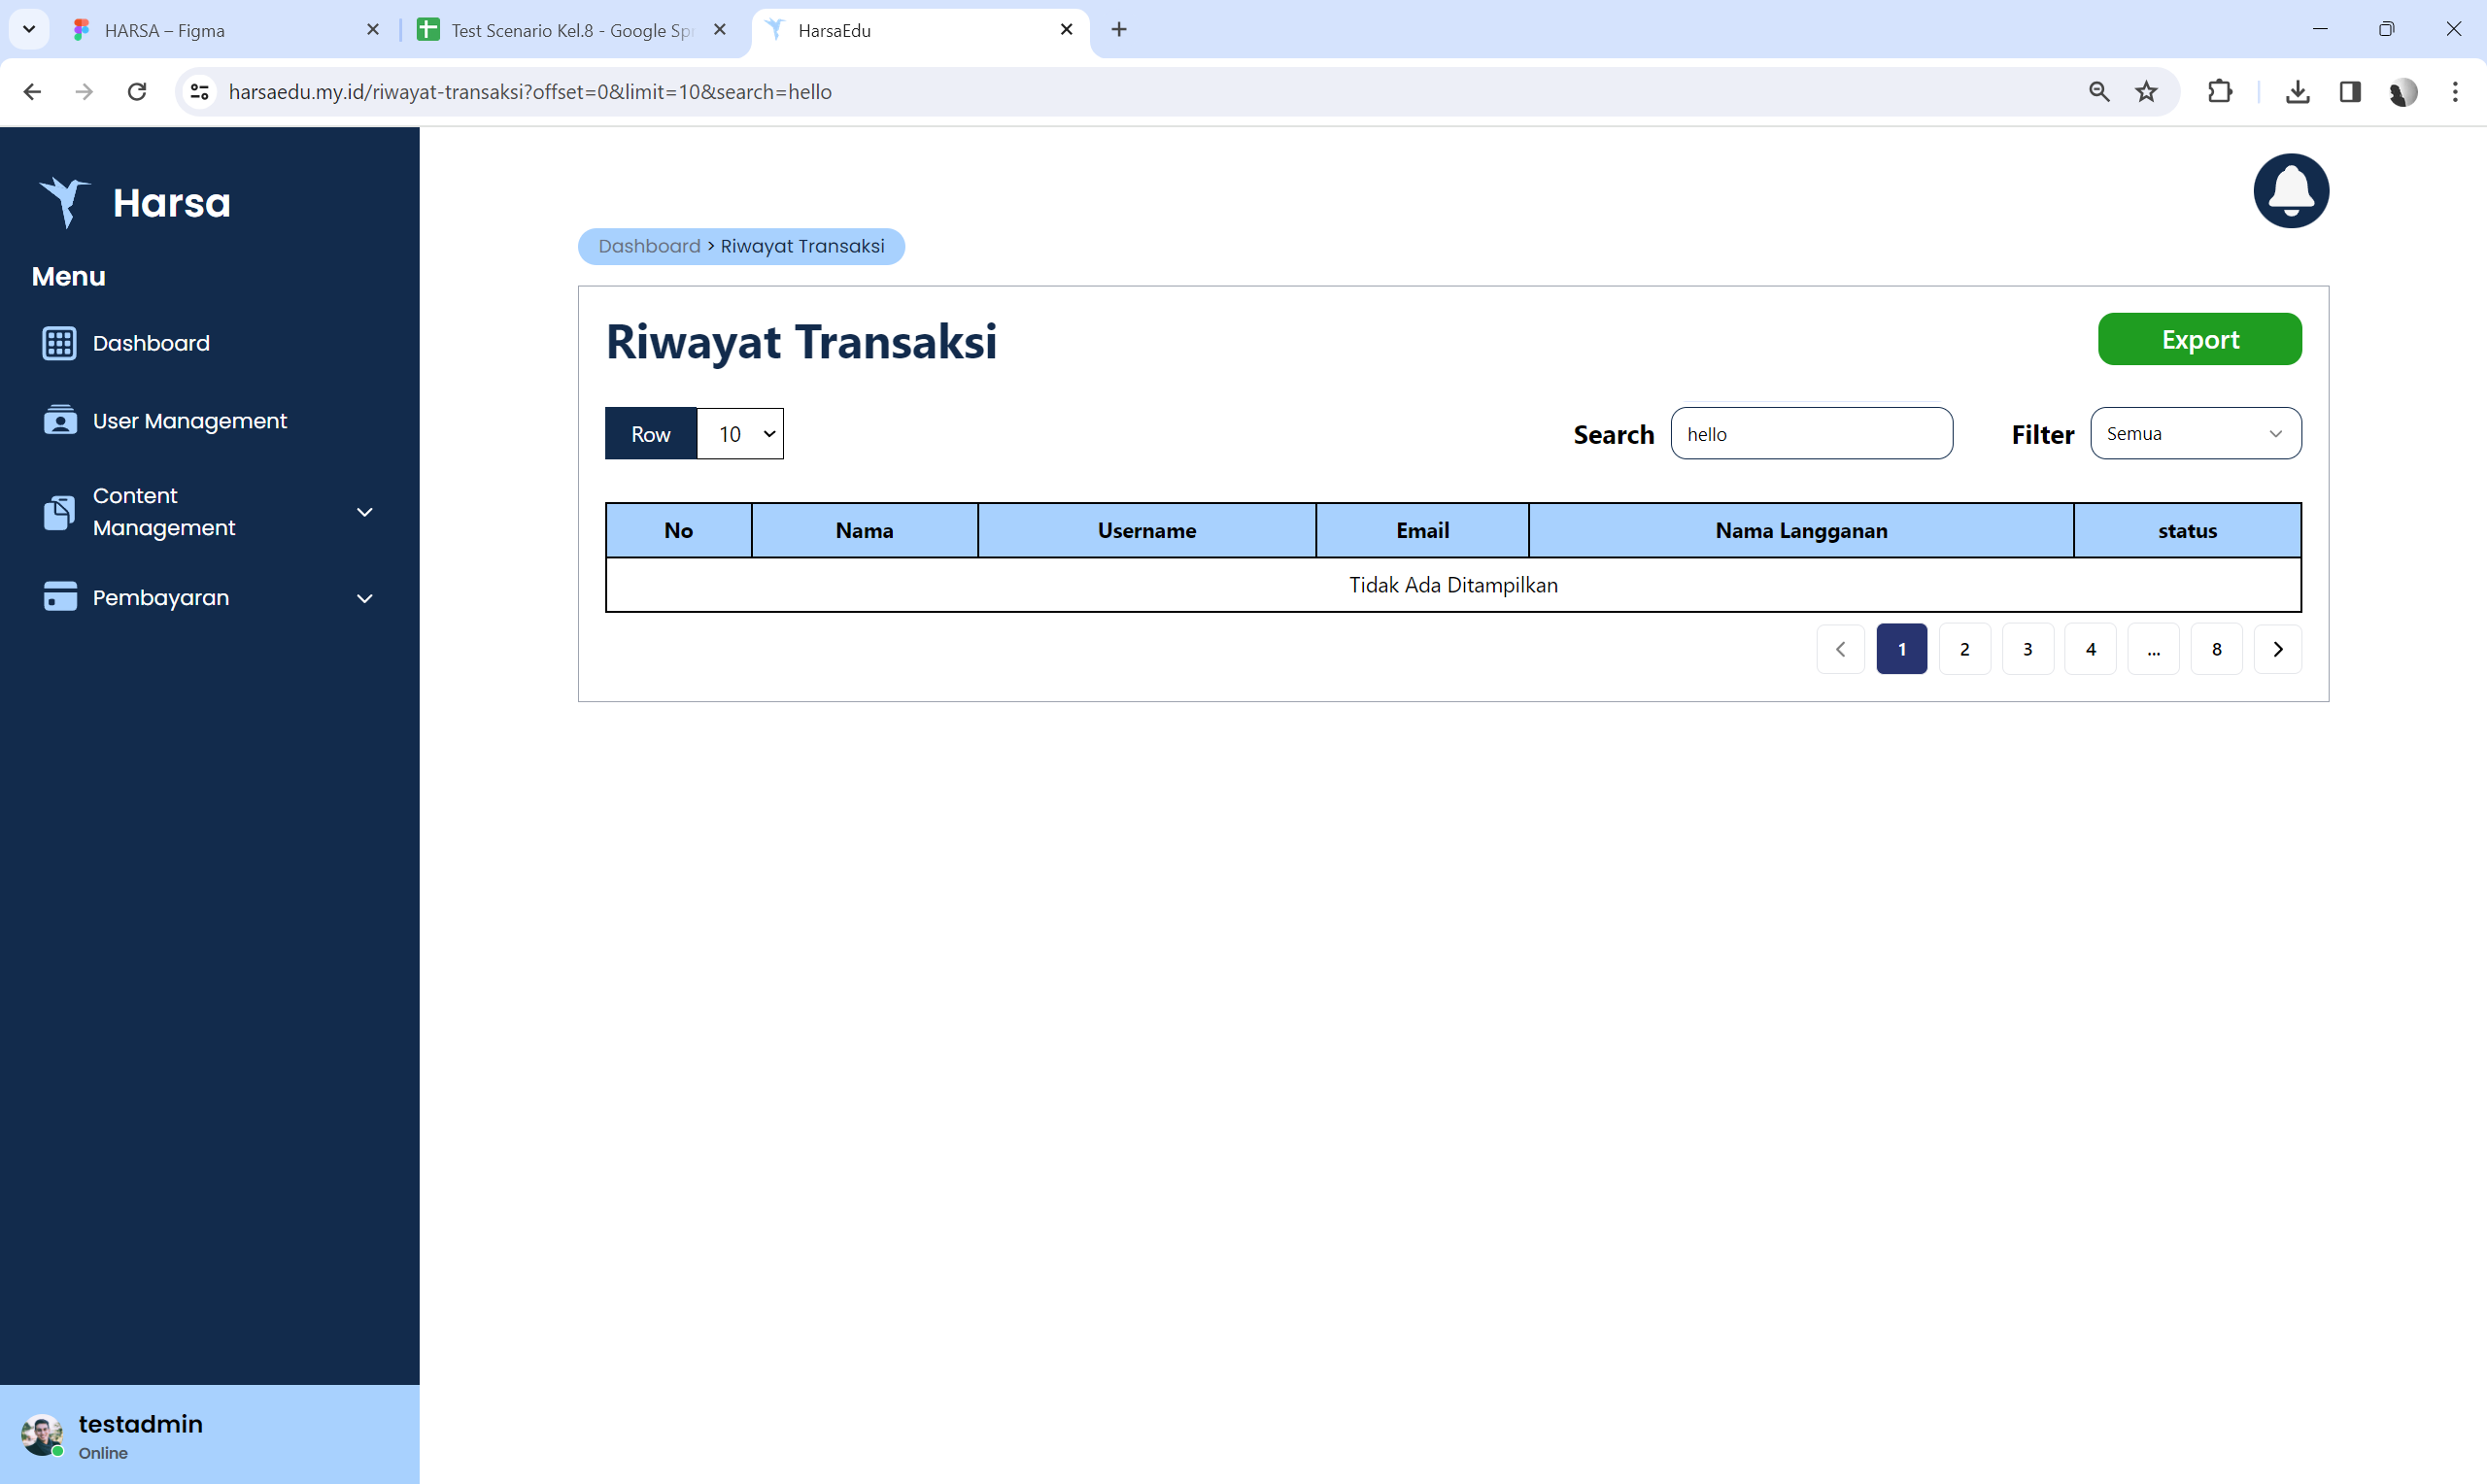 HARSA – Figma
Test Scenario Kel.8 - Google Spr
HarsaEdu
harsaedu.my.id/riwayat-transaksi?offset=0&limit=10&search=hello
Harsa
Menu
Dashboard
User Management
Content
Management
Pembayaran
testadmin
Online
Dashboard > Riwayat Transaksi
Riwayat Transaksi
Export
Row 10
Search hello
Filter Semua
No Nama Username Email Nama Langganan status
Tidak Ada Ditampilkan
1 2 3 4 ... 8